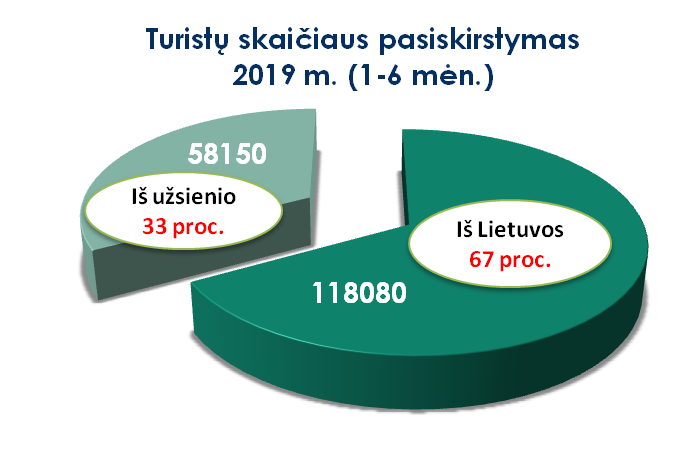 Turistų skaičiaus pasiskirstymas
2019 m. (1-6 mėn.)
58150
Iš užsienio
33 proc.
Iš Lietuvos
67 proc.
118080